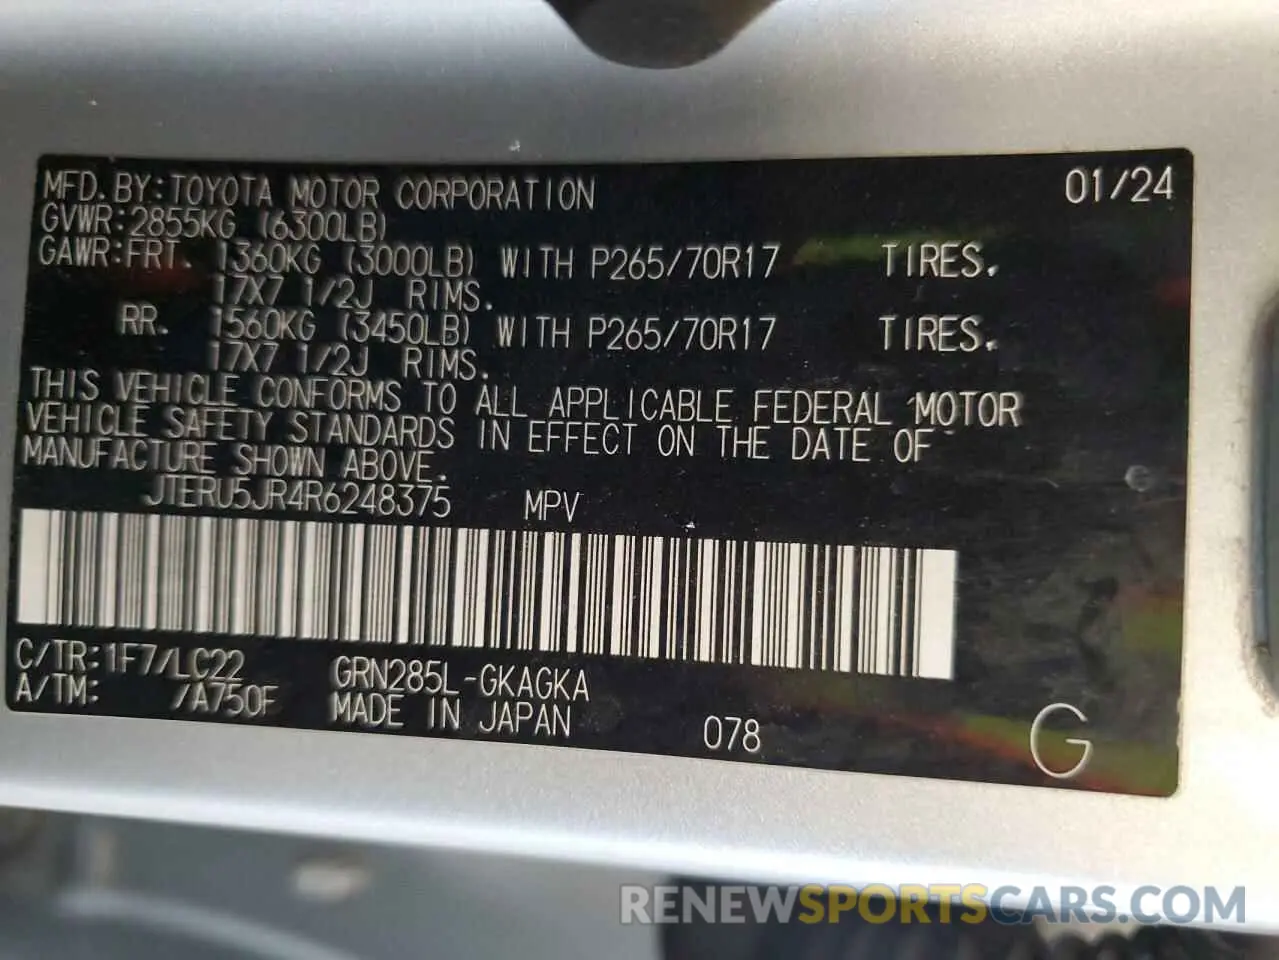 MFD.BY:TOYOTA MOTOR CORPORATION 01/24
GVWR:2855KG (6300LB)
GAWR:FRT. 1360KG (3000LB) WITH P265/70R17 TIRES.
17X7 1/2J RIMS.
RR. 1560KG (3450LB) WITH P265/70R17 TIRES.
17X7 1/2J RIMS.
THIS VEHICLE CONFORMS TO ALL APPLICABLE FEDERAL MOTOR
VEHICLE SAFETY STANDARDS IN EFFECT ON THE DATE OF
MANUFACTURE SHOWN ABOVE.
JTERU5JR4R6248375 MPV
C/TR:1F7/LC22 GRN285L-GKAGKA
A/TM: /A750F MADE IN JAPAN 078 G
RENEWSPORTSCARS.COM